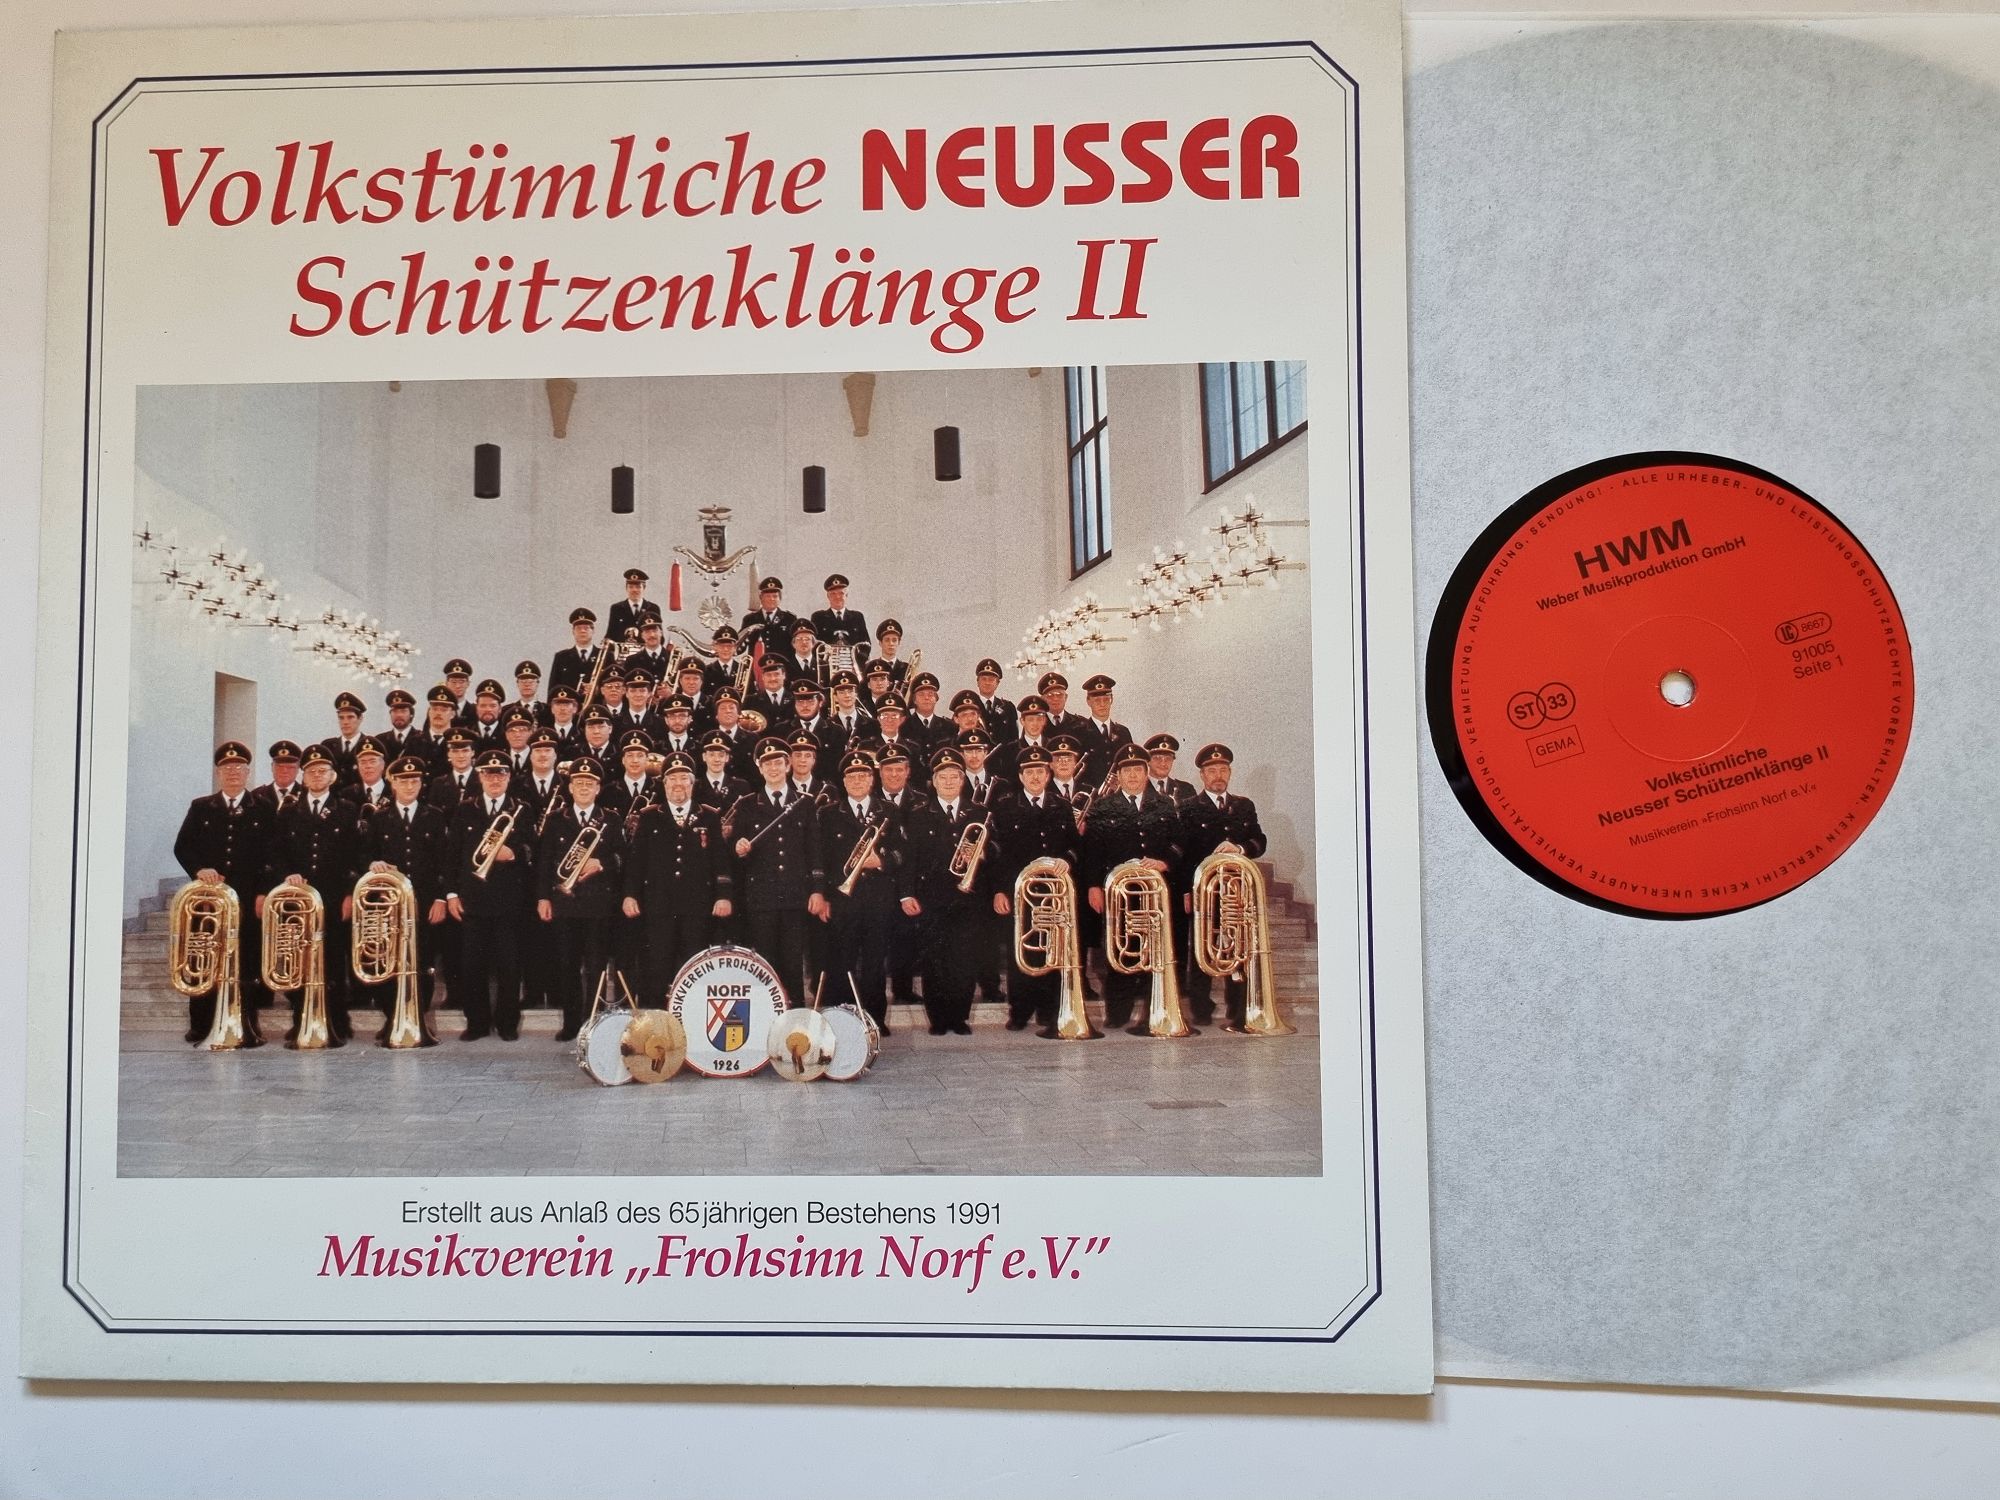 Volkstümliche NEUSSER
Schützenklänge II
MUSIKVEREIN FROHSINN NORF
NORF
1926
Erstellt aus Anlaß des 65jährigen Bestehens 1991
Musikverein „Frohsinn Norf e.V.”
HWM
Weber Musikproduktion GmbH
LC 8667
91005
Seite 1
ST 33
GEMA
Volkstümliche
Neusser Schützenklänge II
Musikverein »Frohsinn Norf e.V.«
ALLE URHEBER- UND LEISTUNGSSCHUTZRECHTE VORBEHALTEN. KEIN VERLEIH! KEINE UNERLAUBTE VERVIELFÄLTIGUNG, VERMIETUNG, AUFFÜHRUNG, SENDUNG! -